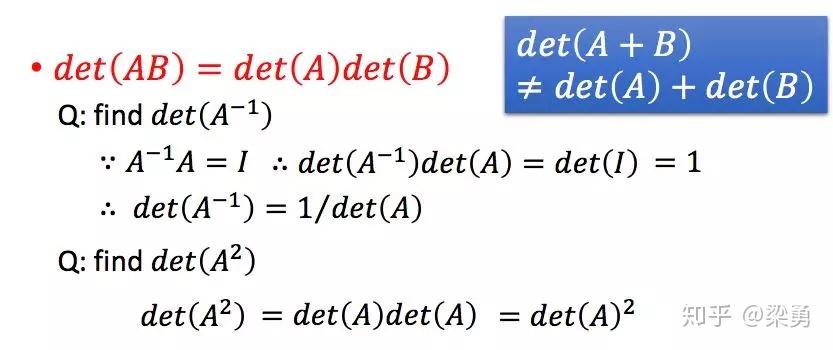 • det(AB) = det(A)det(B)
det(A + B)
≠ det(A) + det(B)
Q: find det(A⁻¹)
∵ A⁻¹A = I ∴ det(A⁻¹)det(A) = det(I) = 1
∴ det(A⁻¹) = 1/det(A)
Q: find det(A²)
det(A²) = det(A)det(A) = det(A)²
知乎 @梁勇